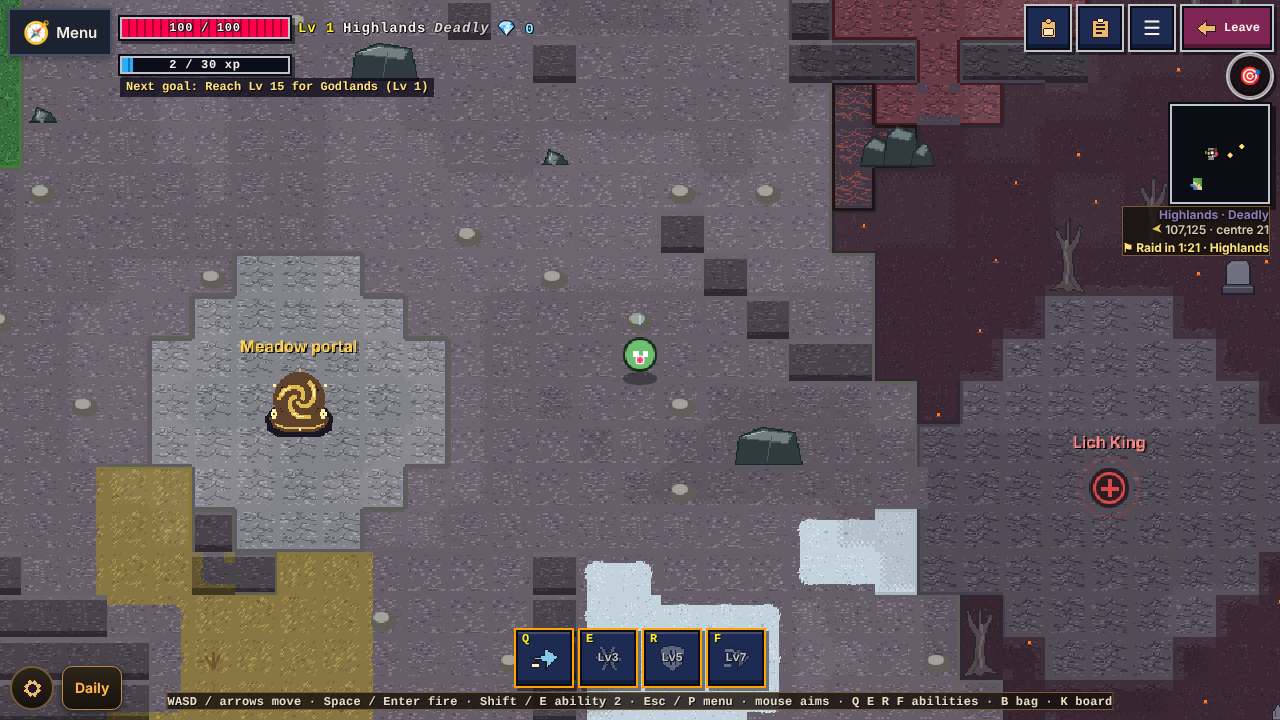 Menu
100 / 100
Lv 1 Highlands Deadly 0
2 / 30 xp
Next goal: Reach Lv 15 for Godlands (Lv 1)
Leave
Highlands · Deadly
107,125 · centre 21
Raid in 1:21 · Highlands
Meadow portal
Lich King
Q
E
Lv3
R
Lv5
F
Lv7
Daily
WASD / arrows move · Space / Enter fire · Shift / E ability 2 · Esc / P menu · mouse aims · Q E R F abilities · B bag · K board